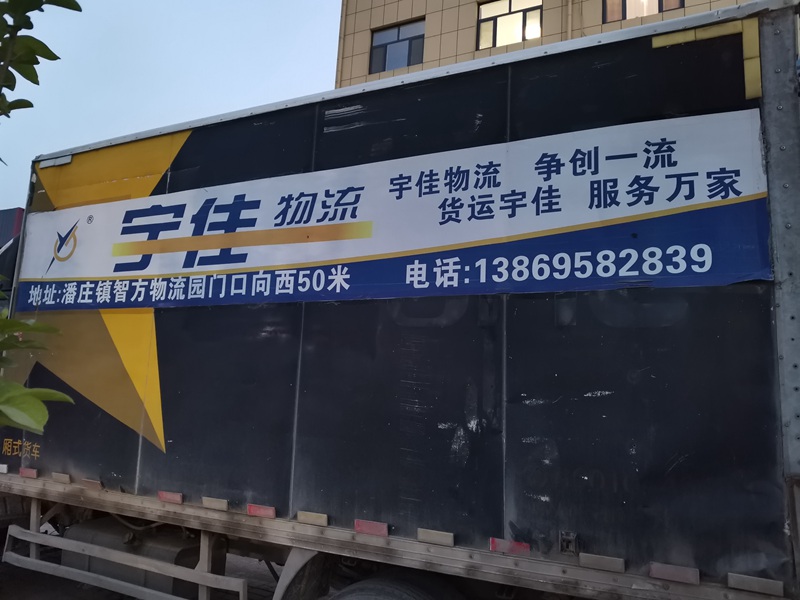 ®
宇佳物流
宇佳物流 争创一流
货运宇佳 服务万家
地址:潘庄镇智方物流园门口向西50米
电话:13869582839
厢式货车